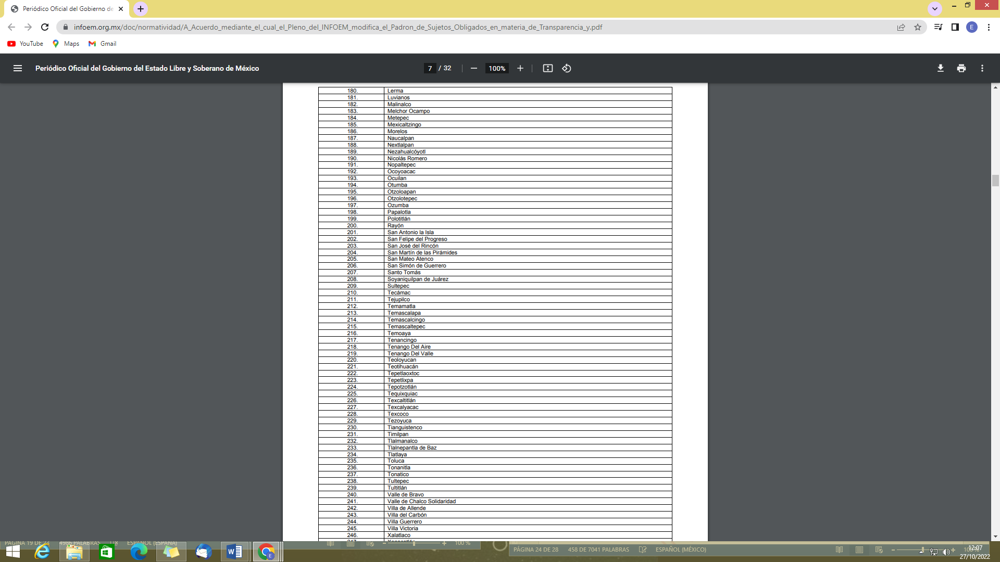 Periódico Oficial del Gobierno de
infoem.org.mx/doc/normatividad/A_Acuerdo_mediante_el_cual_el_Pleno_del_INFOEM_modifica_el_Padron_de_Sujetos_Obligados_en_materia_de_Transparencia_y.pdf
E
YouTube Maps Gmail
Periódico Oficial del Gobierno del Estado Libre y Soberano de México 7 / 32 100%
180. Lerma
181. Luvianos
182. Malinalco
183. Melchor Ocampo
184. Metepec
185. Mexicaltzingo
186. Morelos
187. Naucalpan
188. Nextlalpan
189. Nezahualcóyotl
190. Nicolás Romero
191. Nopaltepec
192. Ocoyoacac
193. Ocuilan
194. Otumba
195. Otzoloapan
196. Otzolotepec
197. Ozumba
198. Papalotla
199. Polotitlán
200. Rayón
201. San Antonio la Isla
202. San Felipe del Progreso
203. San José del Rincón
204. San Martín de las Pirámides
205. San Mateo Atenco
206. San Simón de Guerrero
207. Santo Tomás
208. Soyaniquilpan de Juárez
209. Sultepec
210. Tecámac
211. Tejupilco
212. Temamatla
213. Temascalapa
214. Temascalcingo
215. Temascaltepec
216. Temoaya
217. Tenancingo
218. Tenango Del Aire
219. Tenango Del Valle
220. Teoloyucan
221. Teotihuacán
222. Tepetlaoxtoc
223. Tepetlixpa
224. Tepotzotlán
225. Tequixquiac
226. Texcaltitlán
227. Texcalyacac
228. Texcoco
229. Tezoyuca
230. Tianguistenco
231. Timilpan
232. Tlalmanalco
233. Tlalnepantla de Baz
234. Tlatlaya
235. Toluca
236. Tonanitla
237. Tonatico
238. Tultepec
239. Tultitlán
240. Valle de Bravo
241. Valle de Chalco Solidaridad
242. Villa de Allende
243. Villa del Carbón
244. Villa Guerrero
245. Villa Victoria
246. Xalatlaco
PÁGINA 19 DE 23 4986 PALABRAS ESPAÑOL (ESPAÑA) 100 %
PÁGINA 24 DE 28 458 DE 7041 PALABRAS ESPAÑOL (MÉXICO)
12:07
27/10/2022